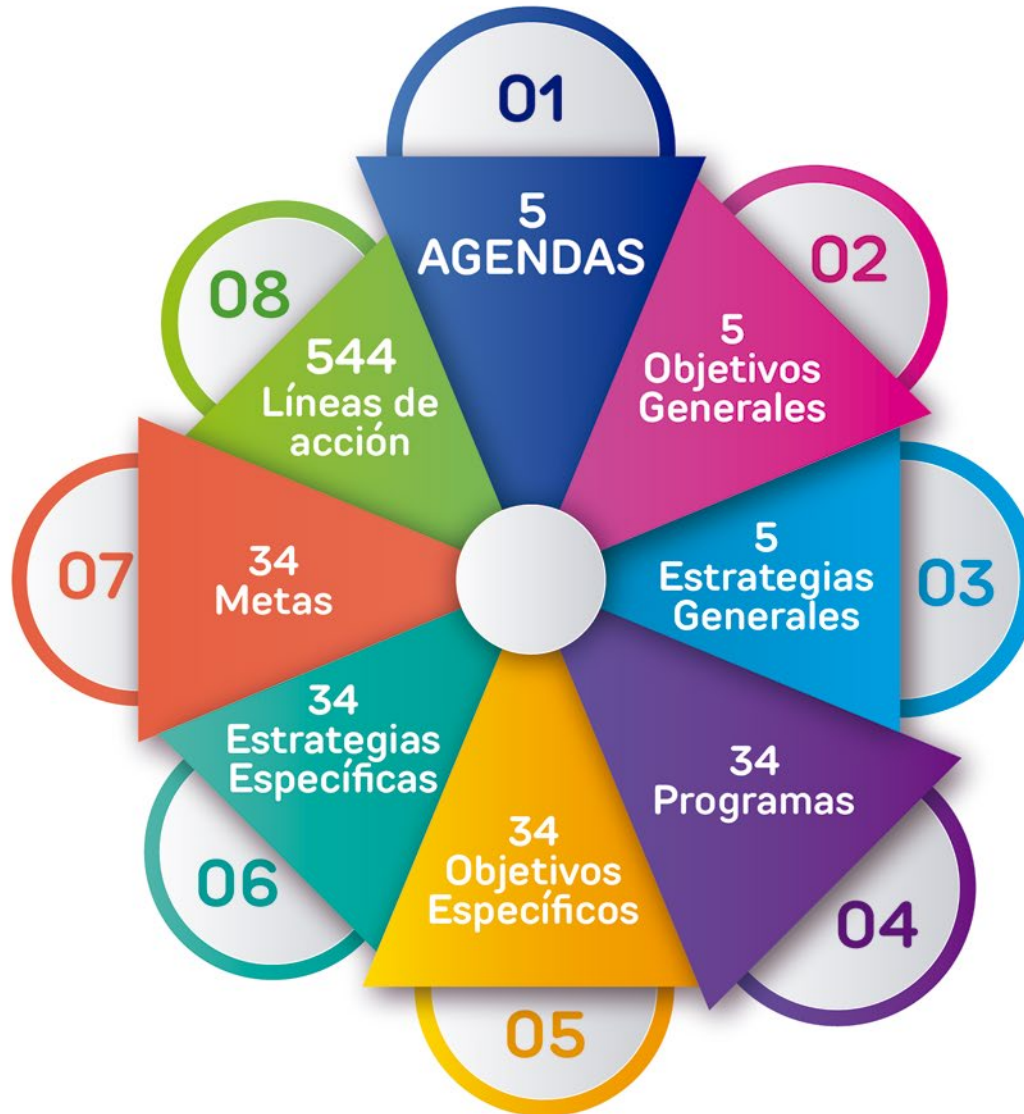 01
5
AGENDAS
02
5
Objetivos
Generales
03
5
Estrategias
Generales
04
34
Programas
05
34
Objetivos
Específicos
06
34
Estrategias
Específicas
07
34
Metas
08
544
Líneas de
acción